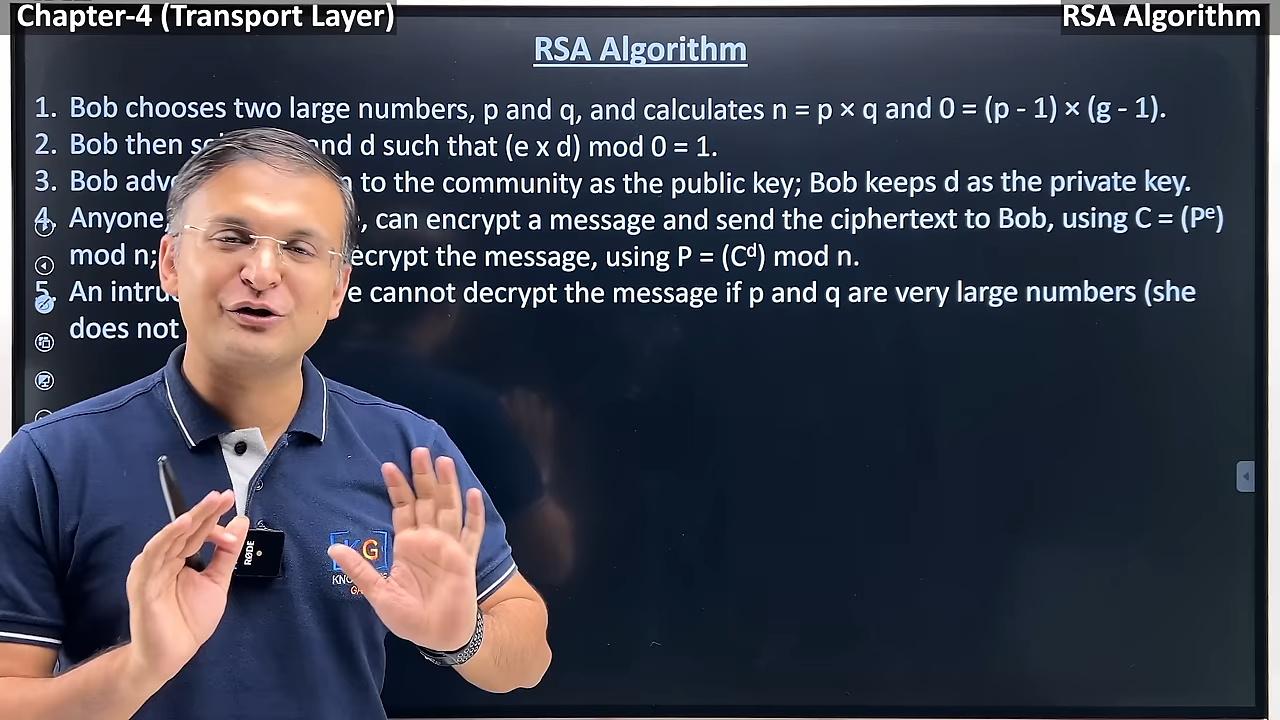 Chapter-4 (Transport Layer)
RSA Algorithm
RSA Algorithm
1. Bob chooses two large numbers, p and q, and calculates n = p × q and 0 = (p - 1) × (g - 1).
2. Bob then and d such that (e x d) mod 0 = 1.
3. Bob to the community as the public key; Bob keeps d as the private key.
4. Anyone, can encrypt a message and send the ciphertext to Bob, using C = (Pᵉ)
mod n; the message, using P = (Cᵈ) mod n.
5. An cannot decrypt the message if p and q are very large numbers (she
does not
RØDE
KG